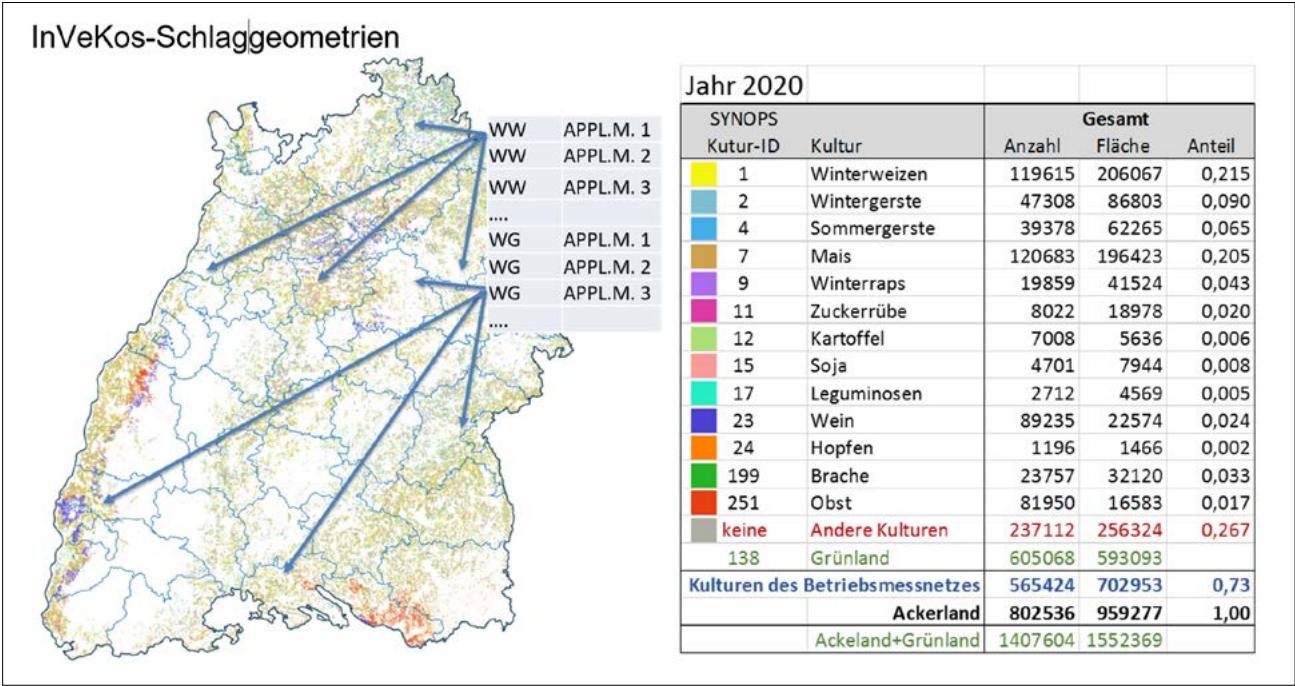 InVeKos-Schlaggeometrien
WW APPL.M. 1
WW APPL.M. 2
WW APPL.M. 3
....
WG APPL.M. 1
WG APPL.M. 2
WG APPL.M. 3
....
Jahr 2020
SYNOPS Gesamt
Kutur-ID Kultur Anzahl Fläche Anteil
1 Winterweizen 119615 206067 0,215
2 Wintergerste 47308 86803 0,090
4 Sommergerste 39378 62265 0,065
7 Mais 120683 196423 0,205
9 Winterraps 19859 41524 0,043
11 Zuckerrübe 8022 18978 0,020
12 Kartoffel 7008 5636 0,006
15 Soja 4701 7944 0,008
17 Leguminosen 2712 4569 0,005
23 Wein 89235 22574 0,024
24 Hopfen 1196 1466 0,002
199 Brache 23757 32120 0,033
251 Obst 81950 16583 0,017
keine Andere Kulturen 237112 256324 0,267
138 Grünland 605068 593093
Kulturen des Betriebsmessnetzes 565424 702953 0,73
Ackerland 802536 959277 1,00
Ackeland+Grünland 1407604 1552369